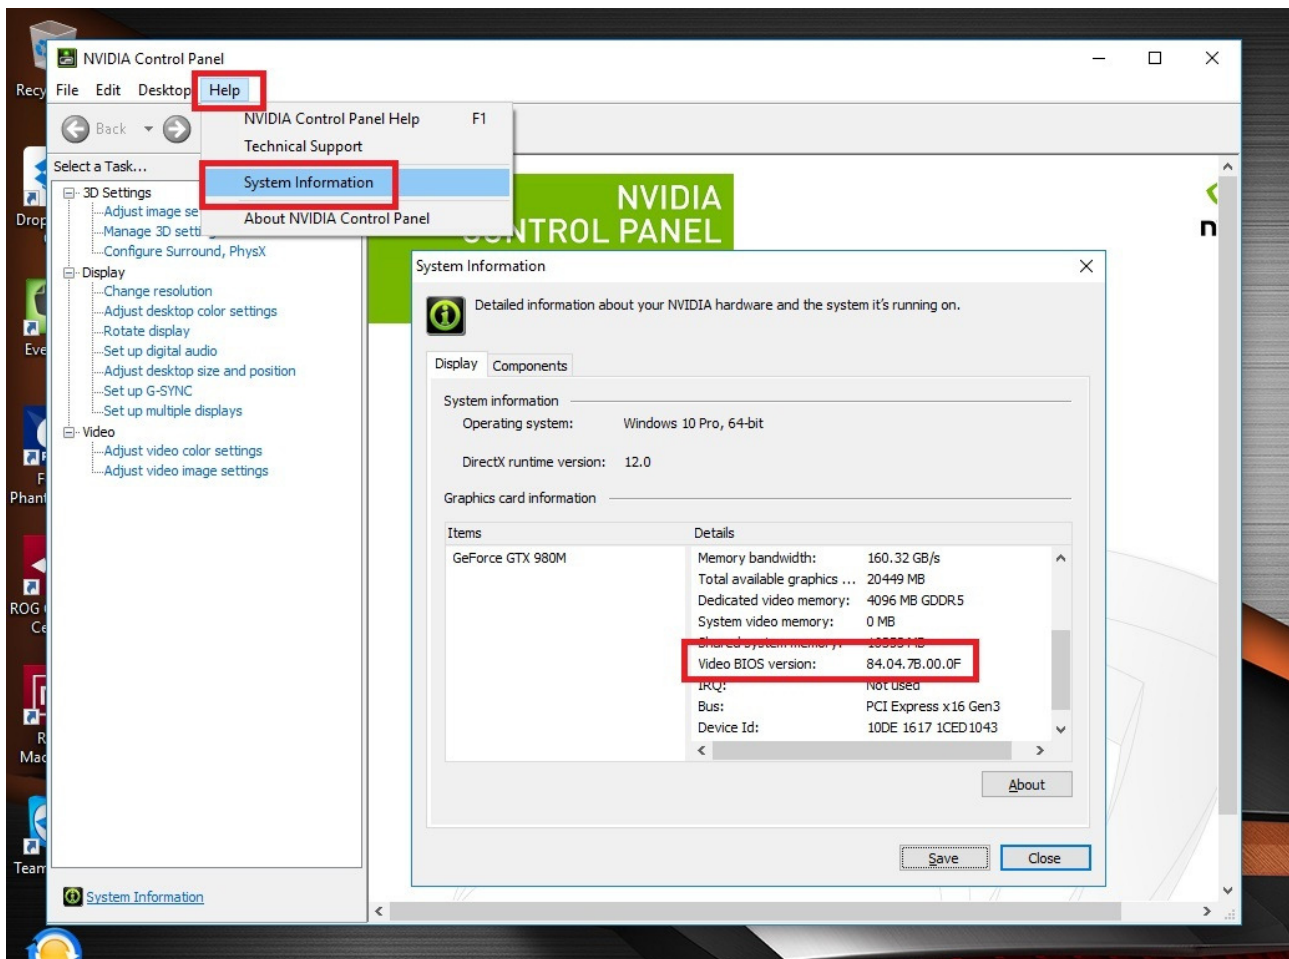 NVIDIA Control Panel
File Edit Desktop Help
Back
NVIDIA Control Panel Help F1
Technical Support
System Information
About NVIDIA Control Panel
Select a Task...
3D Settings
Adjust image se
Manage 3D sett
Configure Surround, PhysX
Display
Change resolution
Adjust desktop color settings
Rotate display
Set up digital audio
Adjust desktop size and position
Set up G-SYNC
Set up multiple displays
Video
Adjust video color settings
Adjust video image settings
System Information
NVIDIA
CONTROL PANEL
n
System Information
Detailed information about your NVIDIA hardware and the system it's running on.
Display Components
System information
Operating system: Windows 10 Pro, 64-bit
DirectX runtime version: 12.0
Graphics card information
Items Details
GeForce GTX 980M
Memory bandwidth: 160.32 GB/s
Total available graphics ... 20449 MB
Dedicated video memory: 4096 MB GDDR5
System video memory: 0 MB
Shared system memory:
Video BIOS version: 84.04.7B.00.0F
IRQ: Not used
Bus: PCI Express x16 Gen3
Device Id: 10DE 1617 1CED1043
About
Save Close
Recy
Drop
Eve
F
Phant
ROG
Ce
R
Mac
Team